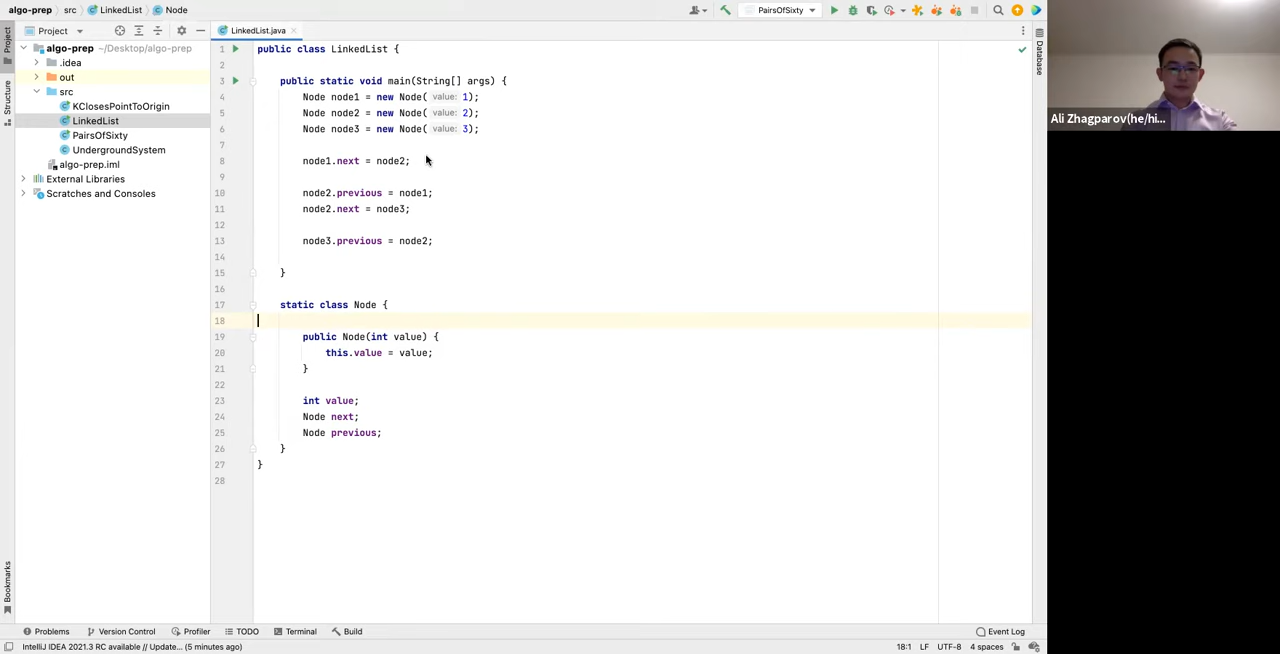 algo-prep src LinkedList Node
PairsOfSixty
Project
LinkedList.java
algo-prep ~/Desktop/algo-prep
.idea
out
src
KClosesPointToOrigin
LinkedList
PairsOfSixty
UndergroundSystem
algo-prep.iml
External Libraries
Scratches and Consoles
Project
Structure
Bookmarks
1 public class LinkedList {
2
3 public static void main(String[] args) {
4 Node node1 = new Node( value: 1);
5 Node node2 = new Node( value: 2);
6 Node node3 = new Node( value: 3);
7
8 node1.next = node2;
9
10 node2.previous = node1;
11 node2.next = node3;
12
13 node3.previous = node2;
14
15 }
16
17 static class Node {
18
19 public Node(int value) {
20 this.value = value;
21 }
22
23 int value;
24 Node next;
25 Node previous;
26 }
27 }
28
Database
Ali Zhagparov(he/hi...
Problems Version Control Profiler TODO Terminal Build Event Log
IntelliJ IDEA 2021.3 RC available // Update... (5 minutes ago) 18:1 LF UTF-8 4 spaces